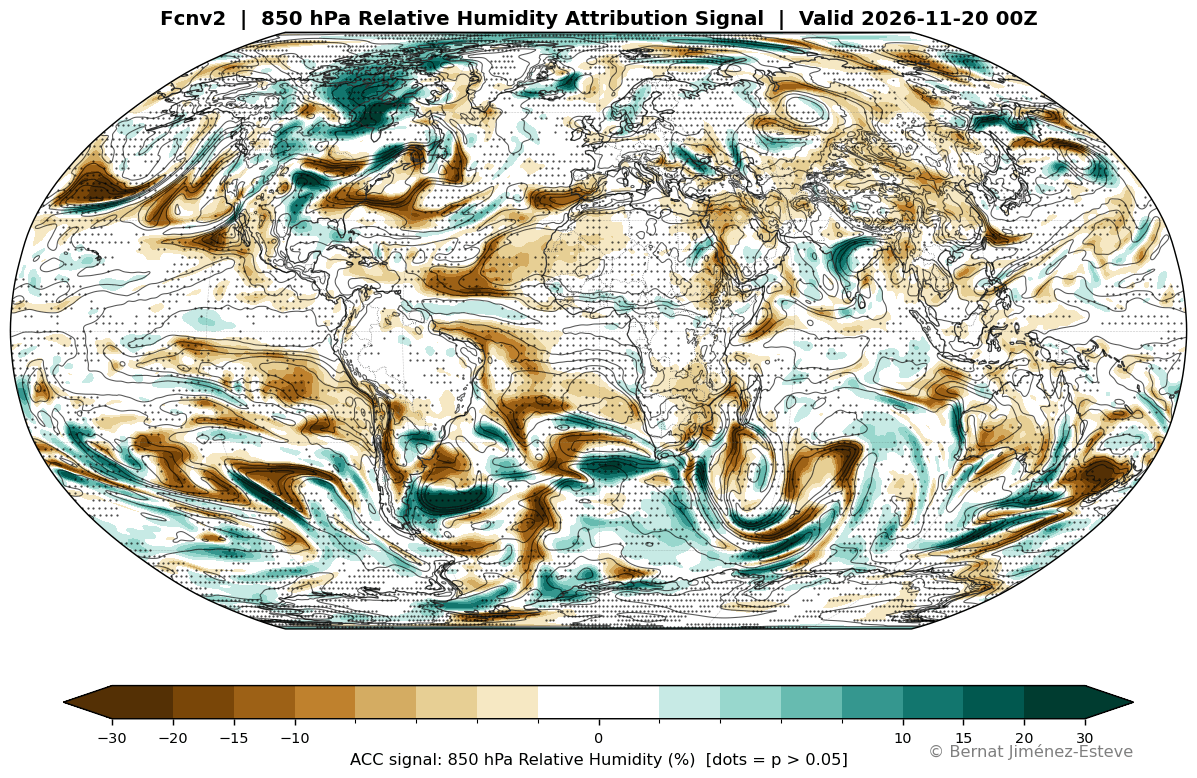 Fcnv2 | 850 hPa Relative Humidity Attribution Signal | Valid 2026-11-20 00Z
−30 −20 −15 −10 0 10 15 20 30
ACC signal: 850 hPa Relative Humidity (%) [dots = p > 0.05]
© Bernat Jiménez-Esteve